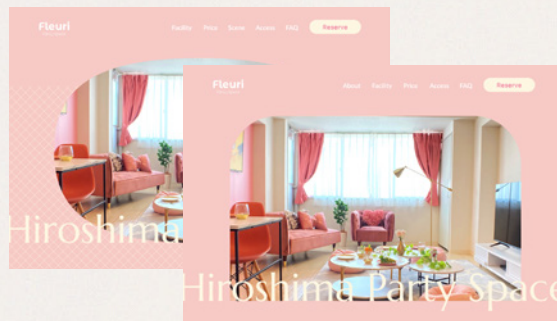 Fleuri
Facility Price Scene Access FAQ Reserve
Hiroshima
Fleuri
About Facility Price Access FAQ Reserve
Hiroshima Party Space